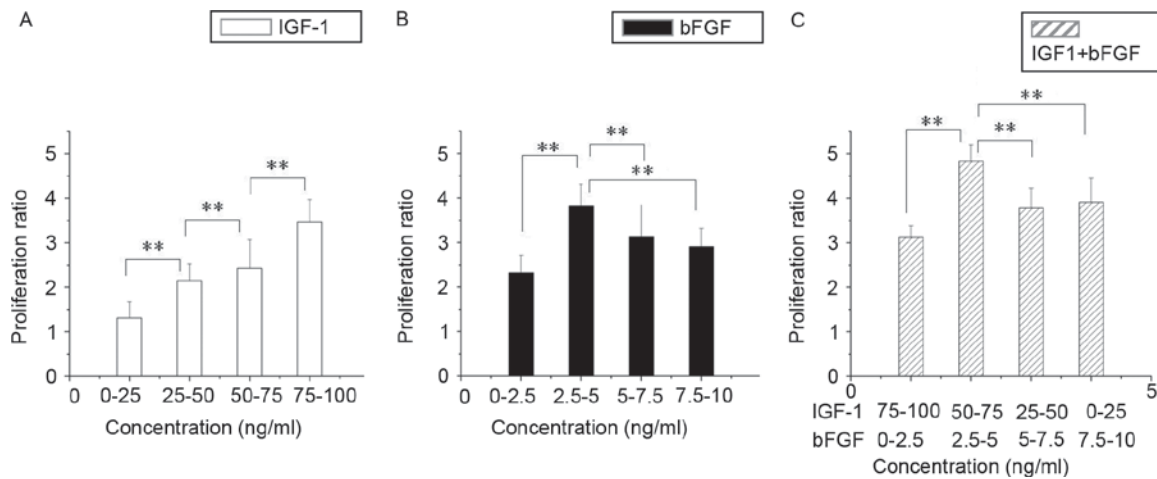 A
IGF-1
** ** **
Proliferation ratio
5
4
3
2
1
0
0 0-25 25-50 50-75 75-100
Concentration (ng/ml)
B
bFGF
** ** **
Proliferation ratio
5
4
3
2
1
0
0 0-2.5 2.5-5 5-7.5 7.5-10
Concentration (ng/ml)
C
IGF1+bFGF
** ** **
Proliferation ratio
5
4
3
2
1
0
0 5
IGF-1 75-100 50-75 25-50 0-25
bFGF 0-2.5 2.5-5 5-7.5 7.5-10
Concentration (ng/ml)